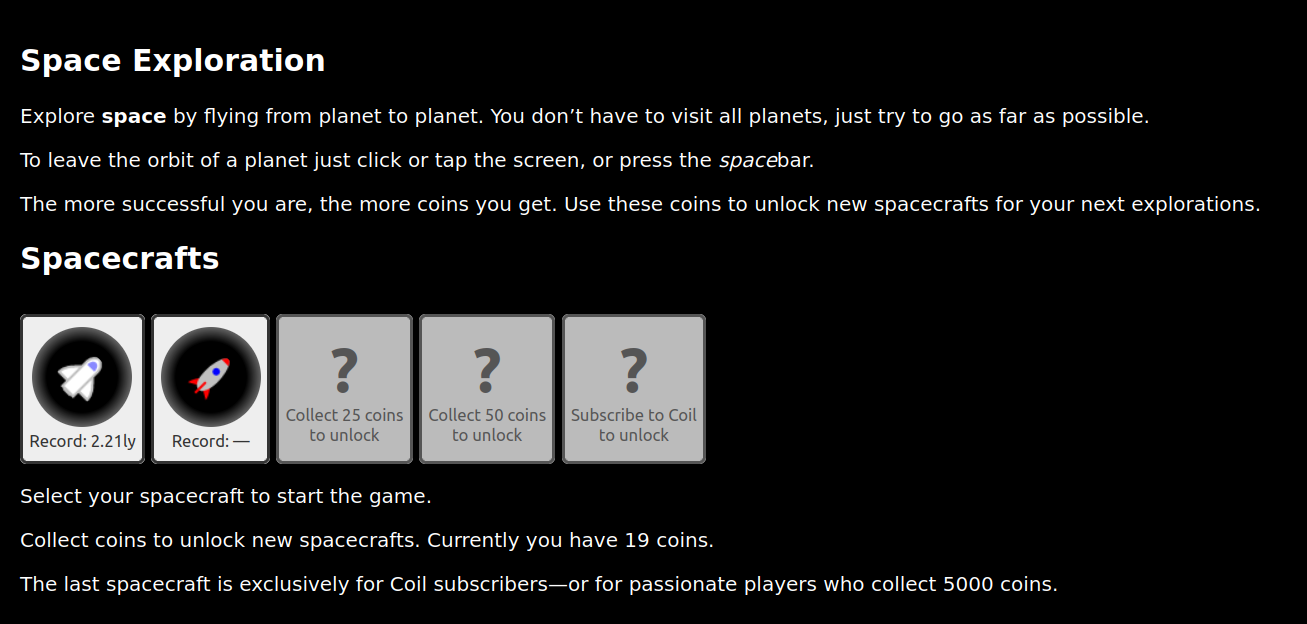 Space Exploration
Explore space by flying from planet to planet. You don’t have to visit all planets, just try to go as far as possible.
To leave the orbit of a planet just click or tap the screen, or press the spacebar.
The more successful you are, the more coins you get. Use these coins to unlock new spacecrafts for your next explorations.
Spacecrafts
Record: 2.21ly
Record: —
?
Collect 25 coins
to unlock
?
Collect 50 coins
to unlock
?
Subscribe to Coil
to unlock
Select your spacecraft to start the game.
Collect coins to unlock new spacecrafts. Currently you have 19 coins.
The last spacecraft is exclusively for Coil subscribers—or for passionate players who collect 5000 coins.